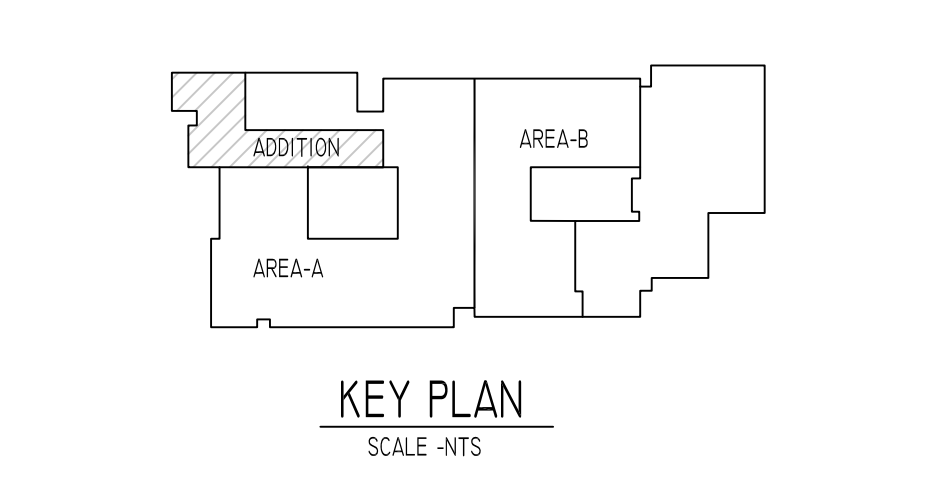 ADDITION
AREA-B
AREA-A
KEY PLAN
SCALE -NTS